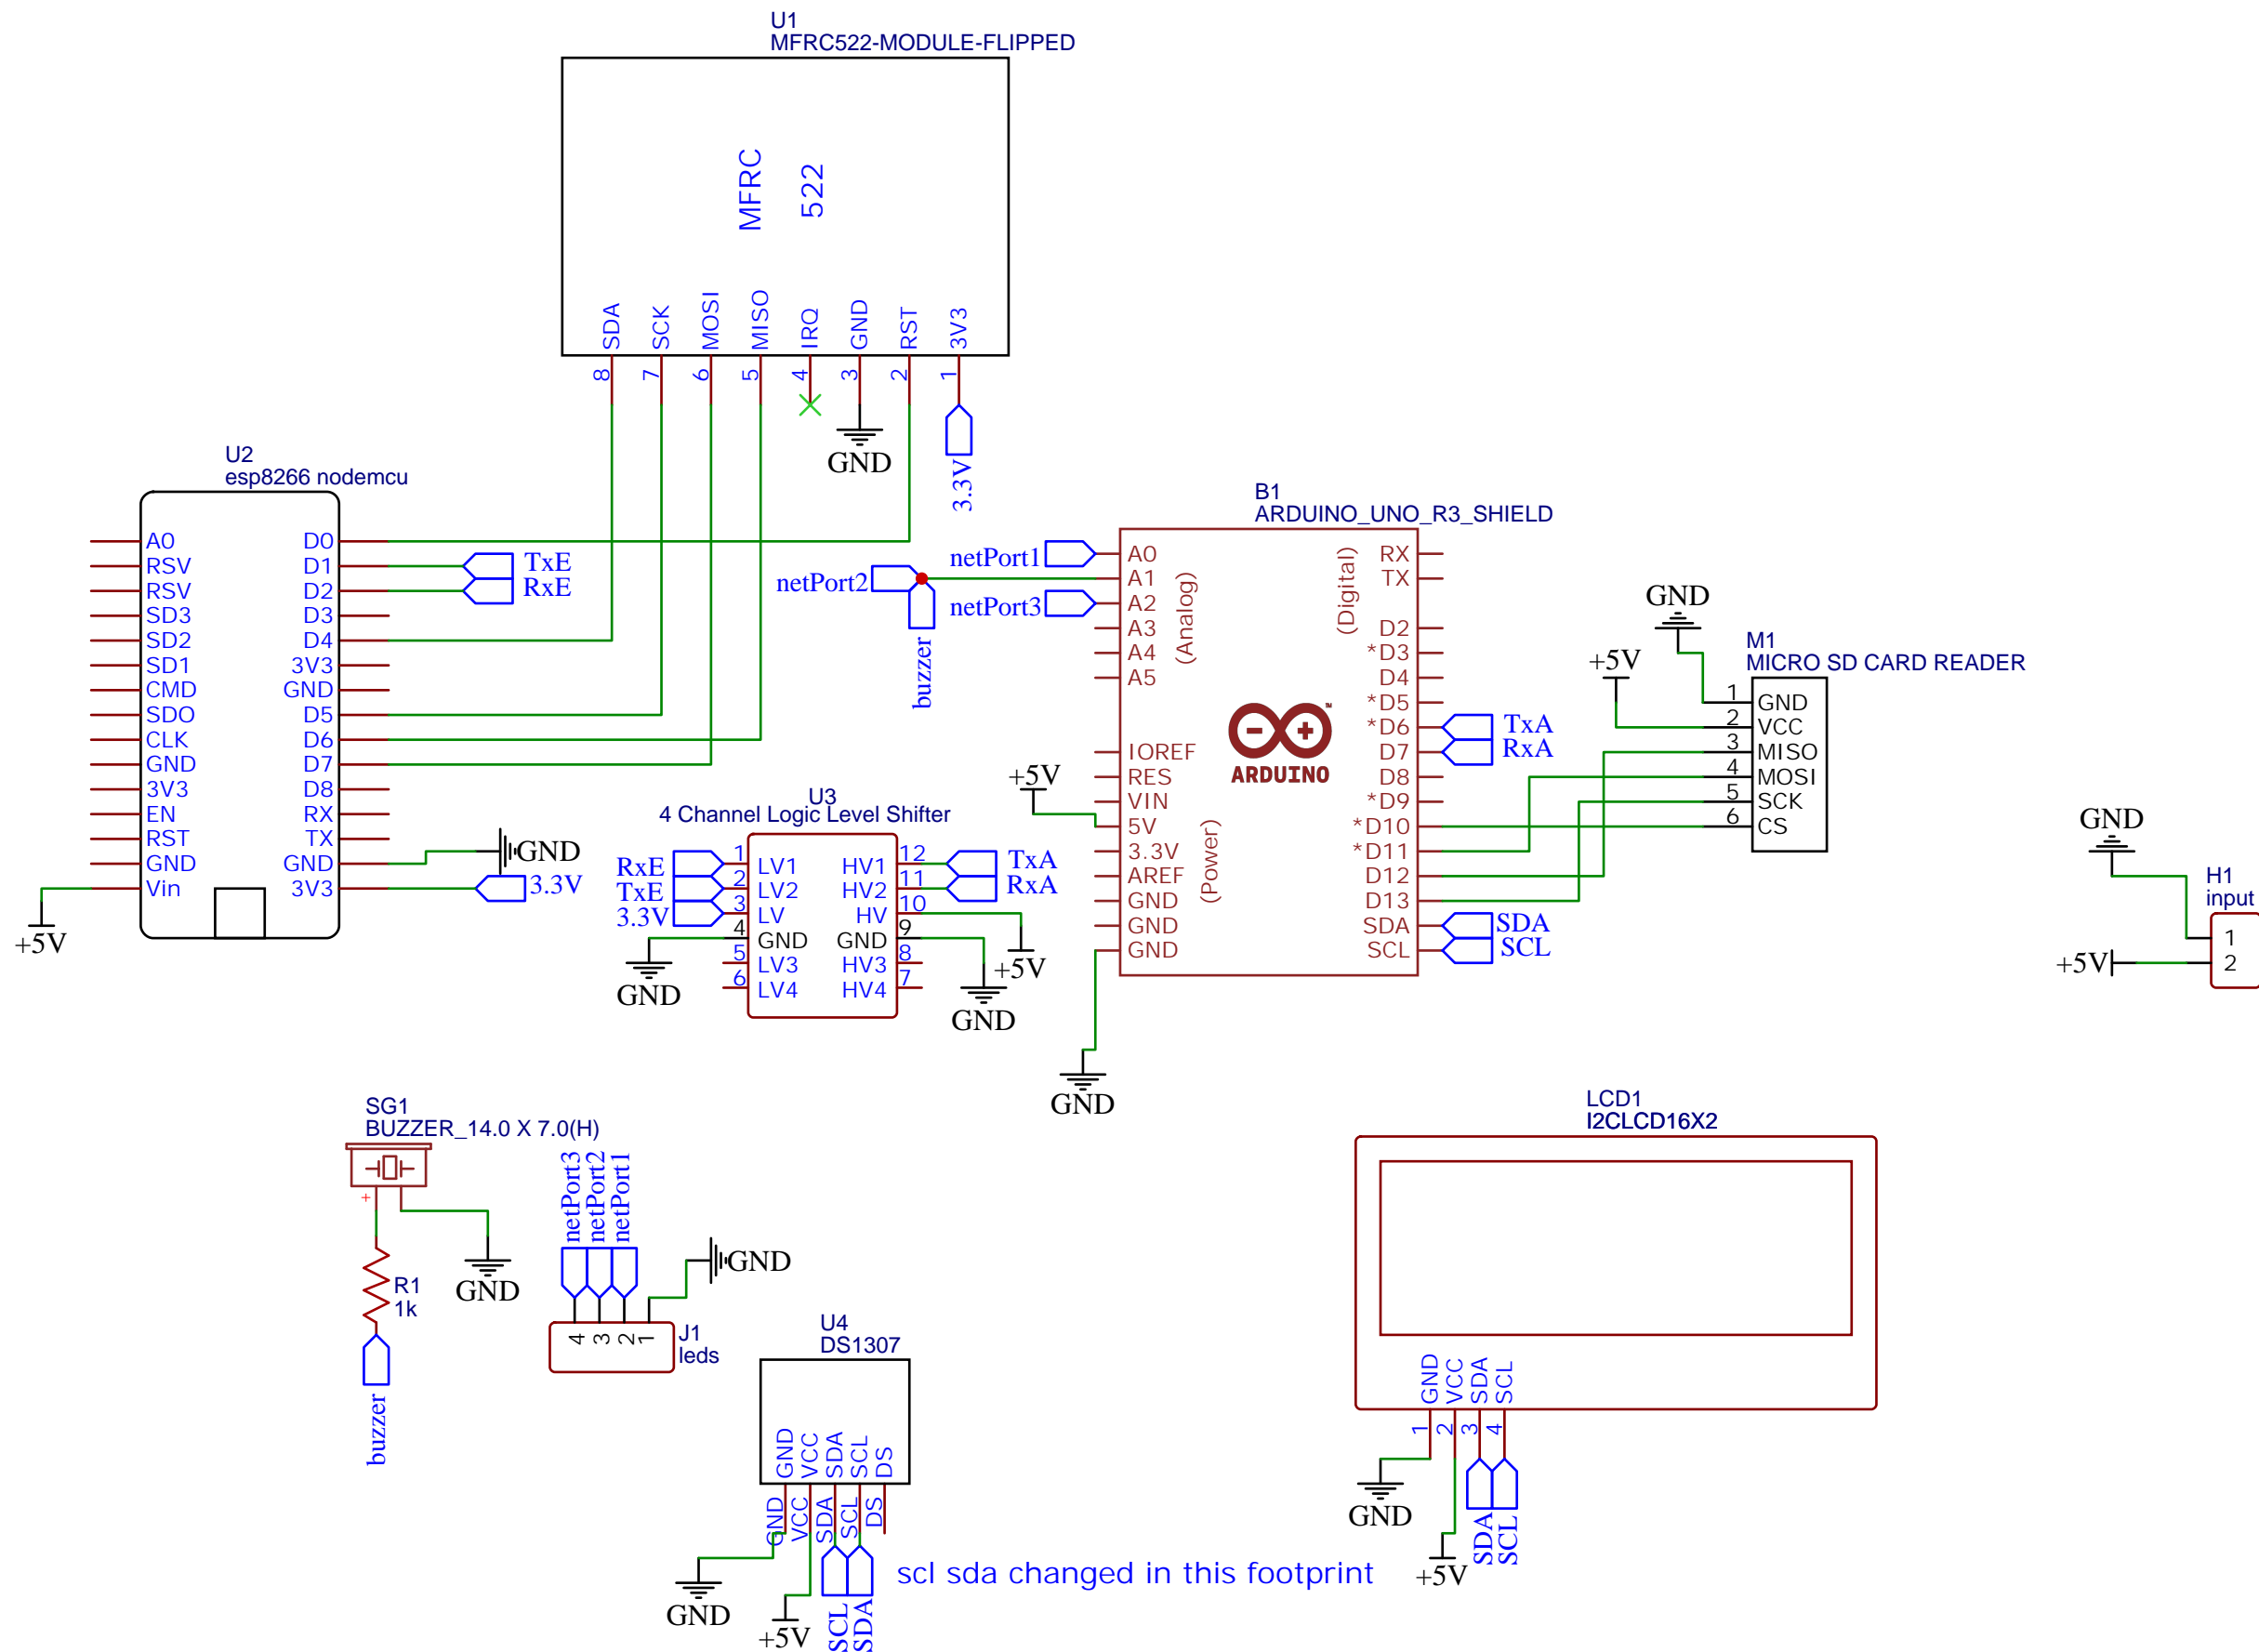 U1
MFRC522-MODULE-FLIPPED
MFRC
522
SDA
SCK
MOSI
MISO
IRQ
GND
RST
3V3
8
7
6
5
4
3
2
1
GND
3.3V
U2
esp8266 nodemcu
A0
RSV
RSV
SD3
SD2
SD1
CMD
SDO
CLK
GND
3V3
EN
RST
GND
Vin
D0
D1
D2
D3
D4
3V3
GND
D5
D6
D7
D8
RX
TX
GND
3V3
TxE
RxE
GND
3.3V
+5V
U3
4 Channel Logic Level Shifter
RxE
TxE
3.3V
1
2
3
4
5
6
LV1
LV2
LV
GND
LV3
LV4
HV1
HV2
HV
GND
HV3
HV4
12
11
10
9
8
7
TxA
RxA
+5V
GND
GND
B1
ARDUINO_UNO_R3_SHIELD
netPort1
netPort2
netPort3
buzzer
A0
A1
A2
A3
A4
A5
(Analog)
IOREF
RES
VIN
5V
3.3V
AREF
GND
GND
GND
(Power)
+5V
GND
ARDUINO
(Digital)
RX
TX
D2
*D3
D4
*D5
*D6
D7
D8
*D9
*D10
*D11
D12
D13
SDA
SCL
TxA
RxA
SDA
SCL
GND
+5V
M1
MICRO SD CARD READER
1
2
3
4
5
6
GND
VCC
MISO
MOSI
SCK
CS
GND
H1
input
1
2
+5V
SG1
BUZZER_14.0 X 7.0(H)
+
GND
R1
1k
buzzer
netPort3
netPort2
netPort1
GND
4
3
2
1
J1
leds
U4
DS1307
GND
VCC
SDA
SCL
DS
GND
VCC
SDA
SCL
DS
GND
+5V
SCL
SDA
scl sda changed in this footprint
LCD1
I2CLCD16X2
GND
VCC
SDA
SCL
1
2
3
4
GND
+5V
SDA
SCL